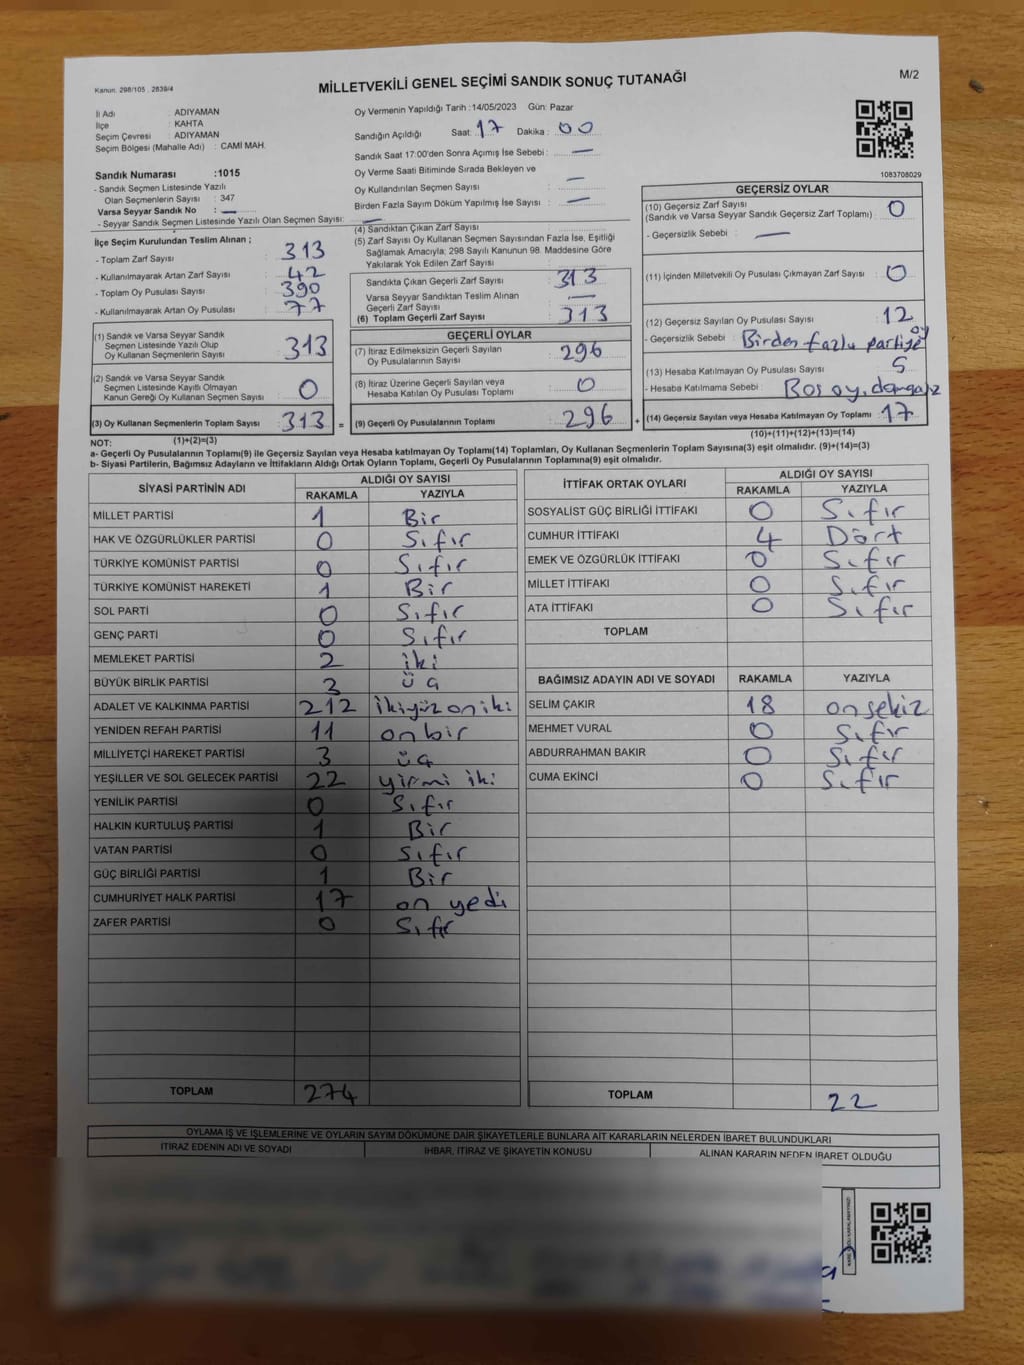 Kanun. 298/105 . 2839/4
MİLLETVEKİLİ GENEL SEÇİMİ SANDIK SONUÇ TUTANAĞI
M/2
İl Adı : ADIYAMAN
İlçe : KAHTA
Seçim Çevresi : ADIYAMAN
Seçim Bölgesi (Mahalle Adı) : CAMİ MAH.
Oy Vermenin Yapıldığı Tarih :14/05/2023 Gün: Pazar
Sandığın Açıldığı Saat: 17 Dakika : 00
Sandık Saat 17:00'den Sonra Açımış İse Sebebi : —
Oy Verme Saati Bitiminde Sırada Bekleyen ve
Oy Kullandırılan Seçmen Sayısı : —
Birden Fazla Sayım Döküm Yapılmış İse Sayısı : —
1083708029
Sandık Numarası :1015
- Sandık Seçmen Listesinde Yazılı
Olan Seçmenlerin Sayısı : 347
Varsa Seyyar Sandık No : —
- Seyyar Sandık Seçmen Listesinde Yazılı Olan Seçmen Sayısı: —
İlçe Seçim Kurulundan Teslim Alınan ;
- Toplam Zarf Sayısı : 313
- Kullanılmayarak Artan Zarf Sayısı : 42
- Toplam Oy Pusulası Sayısı : 390
- Kullanılmayarak Artan Oy Pusulası : 77
(1) Sandık ve Varsa Seyyar Sandık
Seçmen Listesinde Yazılı Olup
Oy Kullanan Seçmenlerin Sayısı : 313
(2) Sandık ve Varsa Seyyar Sandık
Seçmen Listesinde Kayıtlı Olmayan
Kanun Gereği Oy Kullanan Seçmen Sayısı : 0
(3) Oy Kullanan Seçmenlerin Toplam Sayısı : 313
(1)+(2)=(3)
(4) Sandıktan Çıkan Zarf Sayısı :
(5) Zarf Sayısı Oy Kullanan Seçmen Sayısından Fazla İse, Eşitliği
Sağlamak Amacıyla; 298 Sayılı Kanunun 98. Maddesine Göre
Yakılarak Yok Edilen Zarf Sayısı :
Sandıkta Çıkan Geçerli Zarf Sayısı : 313
Varsa Seyyar Sandıktan Teslim Alınan
Geçerli Zarf Sayısı : —
(6) Toplam Geçerli Zarf Sayısı : 313
GEÇERLİ OYLAR
(7) İtiraz Edilmeksizin Geçerli Sayılan
Oy Pusulalarının Sayısı : 296
(8) İtiraz Üzerine Geçerli Sayılan veya
Hesaba Katılan Oy Pusulası Toplamı : 0
= (9) Geçerli Oy Pusulalarının Toplamı : 296 +
GEÇERSİZ OYLAR
(10) Geçersiz Zarf Sayısı
(Sandık ve Varsa Seyyar Sandık Geçersiz Zarf Toplamı) : 0
- Geçersizlik Sebebi : —
(11) İçinden Milletvekili Oy Pusulası Çıkmayan Zarf Sayısı : 0
(12) Geçersiz Sayılan Oy Pusulası Sayısı : 12
- Geçersizlik Sebebi : Birden fazla partiye oy
(13) Hesaba Katılmayan Oy Pusulası Sayısı : 5
- Hesaba Katılmama Sebebi : Boş oy,
(14) Geçersiz Sayılan veya Hesaba Katılmayan Oy Toplamı : 17
(10)+(11)+(12)+(13)=(14)
NOT:
a- Geçerli Oy Pusulasının Toplamı(9) ile Geçersiz Sayılan veya Hesaba katılmayan Oy Toplamı(14) Toplamları, Oy Kullanan Seçmenlerin Toplam Sayısına(3) eşit olmalıdır. (9)+(14)=(3)
b- Siyasi Partilerin, Bağımsız Adayların ve İttifakların Aldığı Ortak Oyların Toplamı, Geçerli Oy Pusulalarının Toplamına(9) eşit olmalıdır.
SİYASİ PARTİNİN ADI ALDIĞI OY SAYISI
RAKAMLA YAZIYLA
MİLLET PARTİSİ 1 Bir
HAK VE ÖZGÜRLÜKLER PARTİSİ 0 Sıfır
TÜRKİYE KOMÜNİST PARTİSİ 0 Sıfır
TÜRKİYE KOMÜNİST HAREKETİ 1 Bir
SOL PARTİ 0 Sıfır
GENÇ PARTİ 0 Sıfır
MEMLEKET PARTİSİ 2 iki
BÜYÜK BİRLİK PARTİSİ 3 üç
ADALET VE KALKINMA PARTİSİ 212 ikiyüz on iki
YENİDEN REFAH PARTİSİ 11 on bir
MİLLİYETÇİ HAREKET PARTİSİ 3 üç
YEŞİLLER VE SOL GELECEK PARTİSİ 22 yirmi iki
YENİLİK PARTİSİ 0 Sıfır
HALKIN KURTULUŞ PARTİSİ 1 Bir
VATAN PARTİSİ 0 Sıfır
GÜÇ BİRLİĞİ PARTİSİ 1 Bir
CUMHURİYET HALK PARTİSİ 17 on yedi
ZAFER PARTİSİ 0 Sıfır
TOPLAM 274
İTTİFAK ORTAK OYLARI ALDIĞI OY SAYISI
RAKAMLA YAZIYLA
SOSYALİST GÜÇ BİRLİĞİ İTTİFAKI 0 Sıfır
CUMHUR İTTİFAKI 4 Dört
EMEK VE ÖZGÜRLÜK İTTİFAKI 0 Sıfır
MİLLET İTTİFAKI 0 Sıfır
ATA İTTİFAKI 0 Sıfır
TOPLAM
BAĞIMSIZ ADAYIN ADI VE SOYADI RAKAMLA YAZIYLA
SELİM ÇAKIR 18 on sekiz
MEHMET VURAL 0 Sıfır
ABDURRAHMAN BAKIR 0 Sıfır
CUMA EKİNCİ 0 Sıfır
TOPLAM 22
OYLAMA İŞ VE İŞLEMLERİNE VE OYLARIN SAYIM DÖKÜMÜNE DAİR ŞİKAYETLERLE BUNLARA AİT KARARLARIN NELERDEN İBARET BULUNDUKLARI
İTİRAZ EDENİN ADI VE SOYADI İHBAR, İTİRAZ VE ŞİKAYETİN KONUSU ALINAN KARARIN NEDEN İBARET OLDUĞU